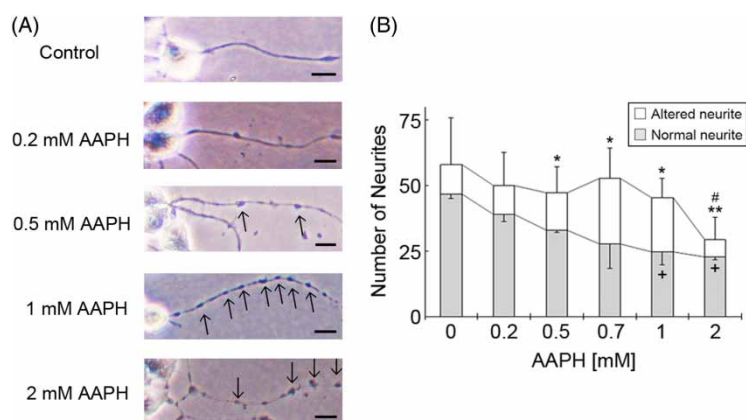 (A)
Control
0.2 mM AAPH
0.5 mM AAPH
1 mM AAPH
2 mM AAPH
(B)
Altered neurite
Normal neurite
Number of Neurites
75
50
25
0
*
*
*
#
**
+
+
0 0.2 0.5 0.7 1 2
AAPH [mM]